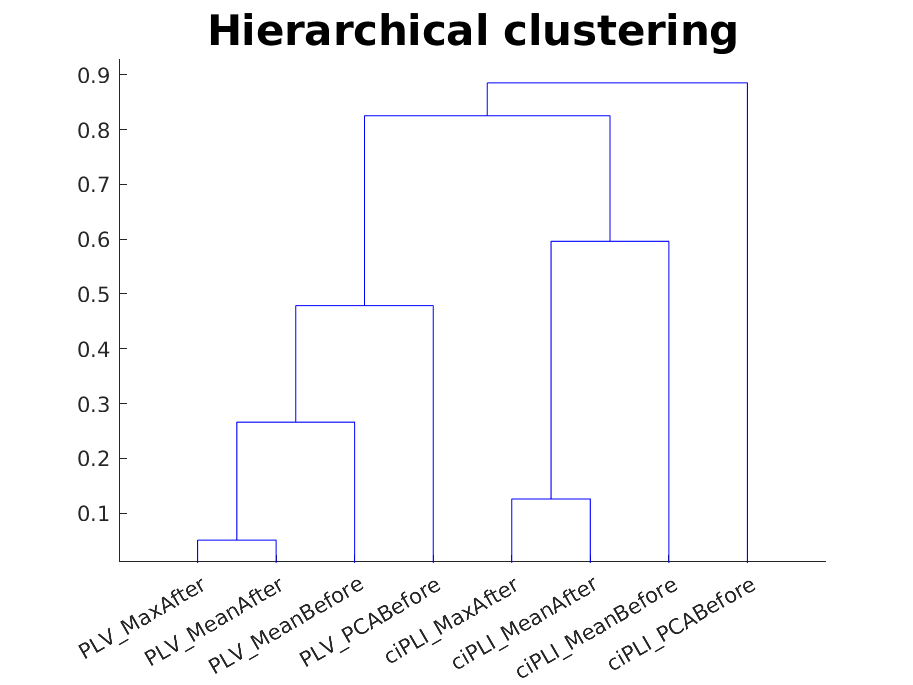 Hierarchical clustering
0.9
0.8
0.7
0.6
0.5
0.4
0.3
0.2
0.1
PLV_MaxAfter
PLV_MeanAfter
PLV_MeanBefore
PLV_PCABefore
ciPLI_MaxAfter
ciPLI_MeanAfter
ciPLI_MeanBefore
ciPLI_PCABefore